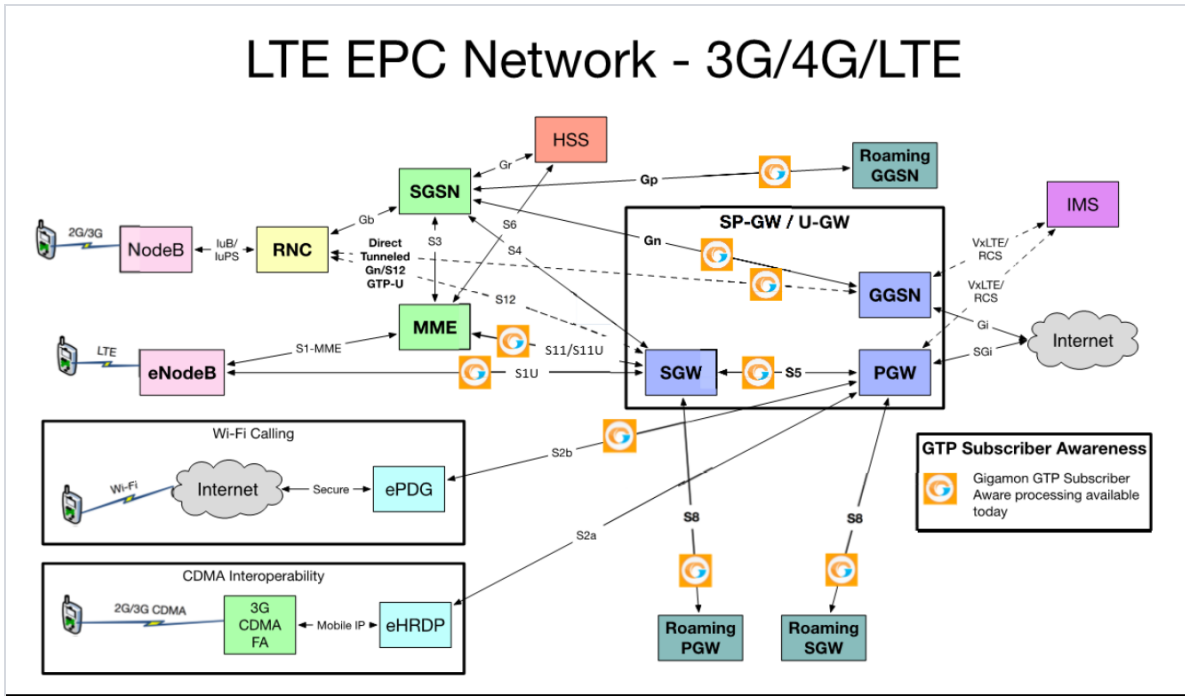 LTE EPC Network - 3G/4G/LTE
HSS
Gr
Roaming
GGSN
Gp
SGSN
SP-GW / U-GW
IMS
2G/3G
NodeB
IuB/
IuPS
RNC
Gb
Direct
Tunneled
Gn/S12
GTP-U
S3
S6
S4
Gn
VxLTE/
RCS
GGSN
VxLTE/
RCS
S12
Gi
MME
Internet
LTE
S1-MME
S11/S11U
SGi
eNodeB
S1U
SGW
S5
PGW
Wi-Fi Calling
GTP Subscriber Awareness
S2b
Gigamon GTP Subscriber
Aware processing available
today
Wi-Fi
Internet
Secure
ePDG
S8
S8
S2a
CDMA Interoperability
2G/3G CDMA
3G
CDMA
FA
Mobile IP
eHRDP
Roaming
PGW
Roaming
SGW